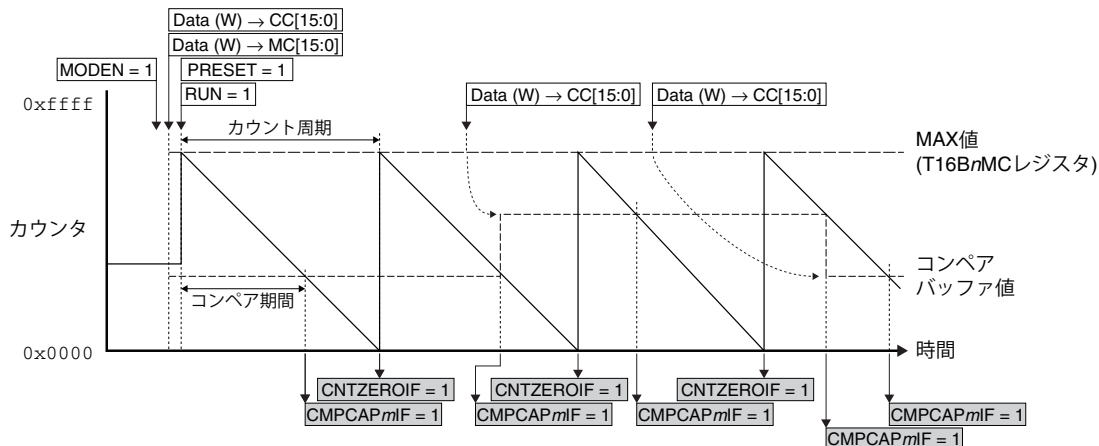 Data (W) → CC[15:0]
Data (W) → MC[15:0]
MODEN = 1
PRESET = 1
RUN = 1
Data (W) → CC[15:0]
Data (W) → CC[15:0]
0xffff
カウント周期
MAX値
(T16BnMCレジスタ)
カウンタ
コンペア
バッファ値
コンペア期間
0x0000
時間
CNTZEROIF = 1
CNTZEROIF = 1
CNTZEROIF = 1
CMPCAPmIF = 1
CMPCAPmIF = 1
CMPCAPmIF = 1
CMPCAPmIF = 1
CMPCAPmIF = 1